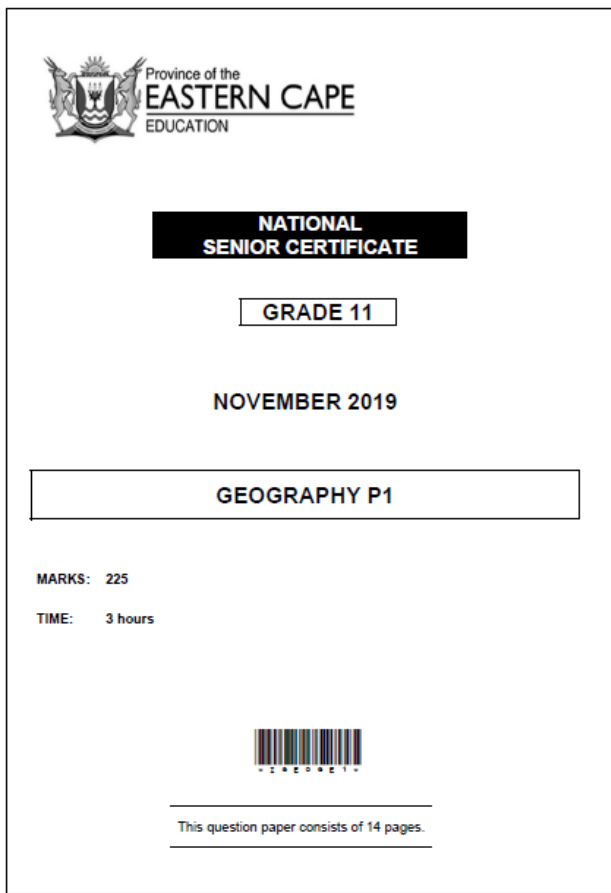 Province of the
EASTERN CAPE
EDUCATION
NATIONAL
SENIOR CERTIFICATE
GRADE 11
NOVEMBER 2019
GEOGRAPHY P1
MARKS: 225
TIME: 3 hours
This question paper consists of 14 pages.